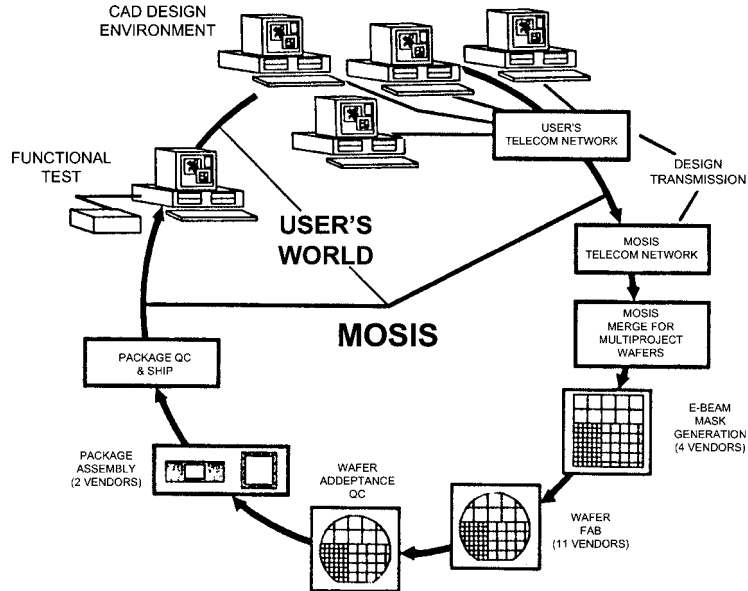 CAD DESIGN
ENVIRONMENT
USER'S
TELECOM NETWORK
FUNCTIONAL
TEST
DESIGN
TRANSMISSION
USER'S
WORLD
MOSIS
TELECOM NETWORK
MOSIS
MOSIS
MERGE FOR
MULTIPROJECT
WAFERS
PACKAGE QC
& SHIP
E-BEAM
MASK
GENERATION
(4 VENDORS)
PACKAGE
ASSEMBLY
(2 VENDORS)
WAFER
ADDEPTANCE
QC
WAFER
FAB
(11 VENDORS)